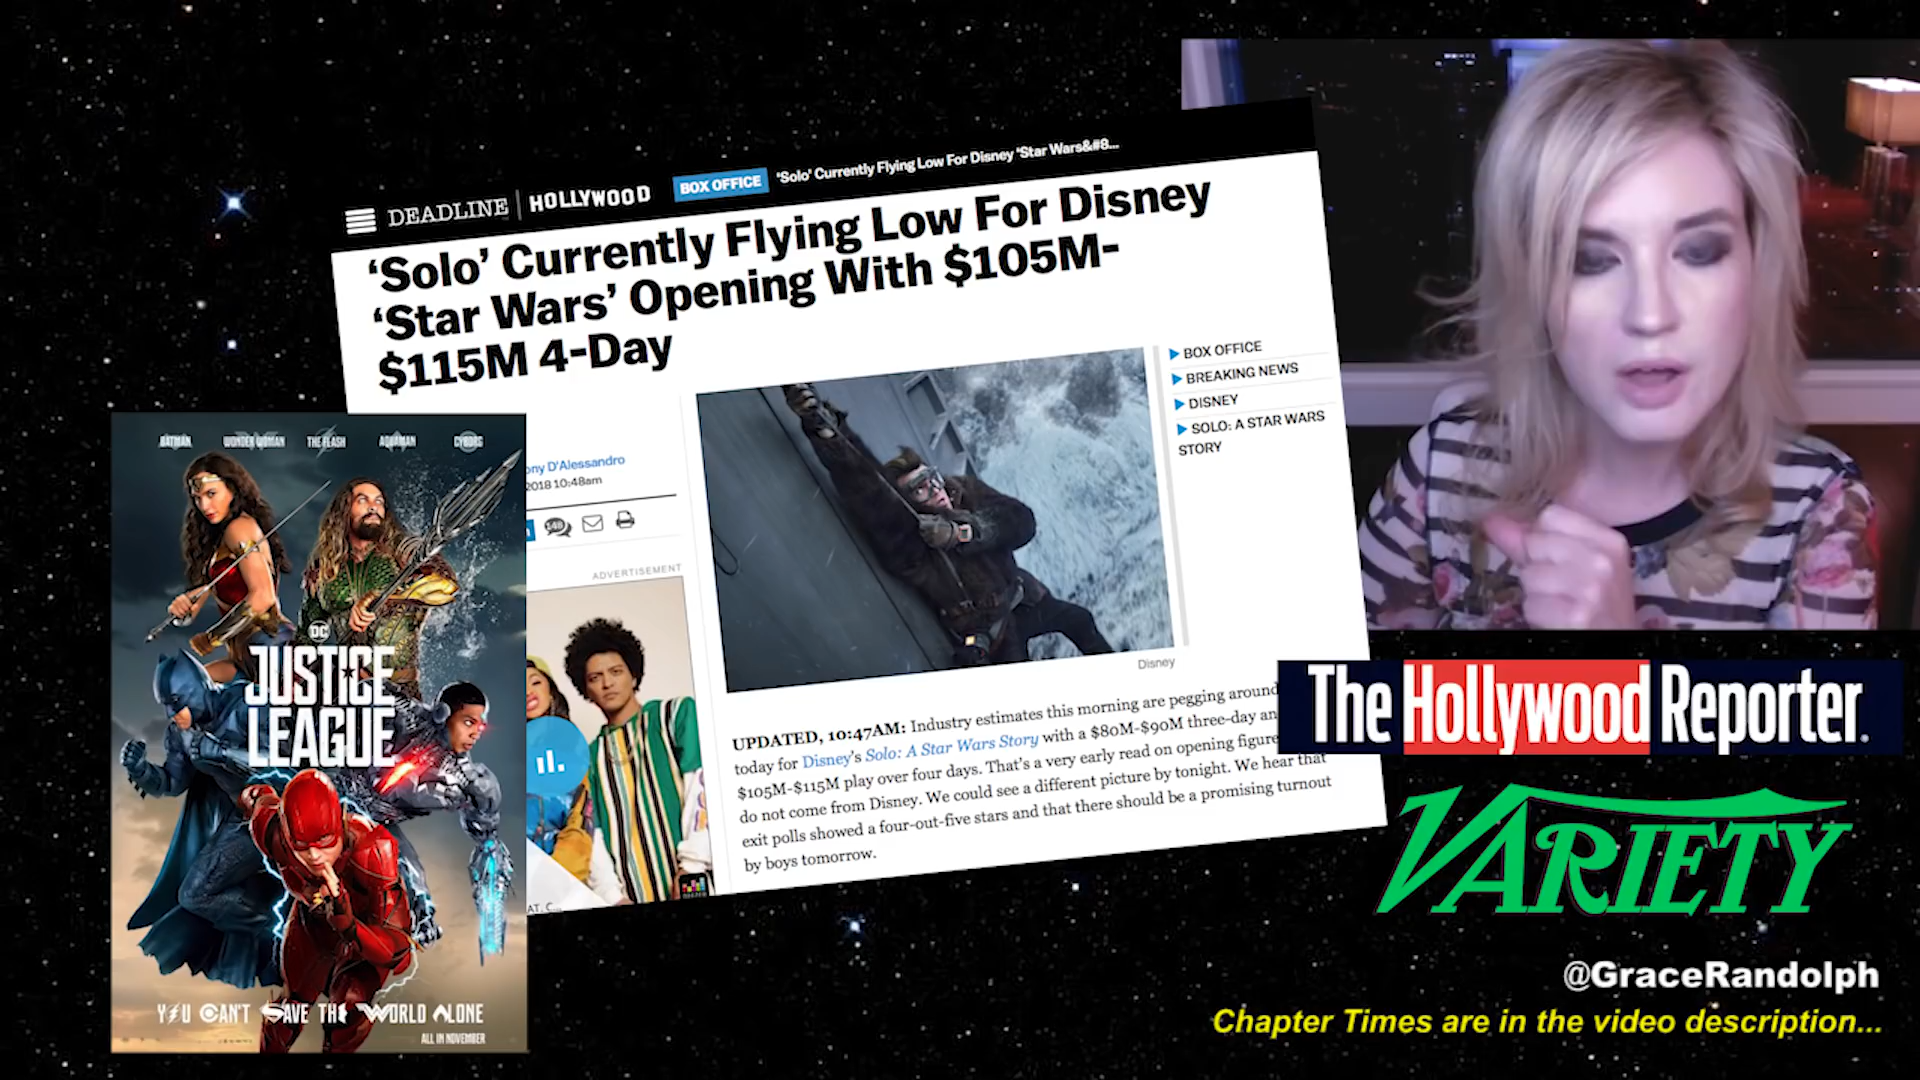 DEADLINE | HOLLYWOOD
BOX OFFICE
'Solo' Currently Flying Low For Disney 'Star Wars&#8...
‘Solo’ Currently Flying Low For Disney
‘Star Wars’ Opening With $105M-
$115M 4-Day
BOX OFFICE
BREAKING NEWS
DISNEY
SOLO: A STAR WARS
STORY
ony D'Alessandro
2018 10:48am
148
ADVERTISEMENT
Disney
UPDATED, 10:47AM: Industry estimates this morning are pegging around
today for Disney's Solo: A Star Wars Story with a $80M-$90M three-day an
$105M-$115M play over four days. That's a very early read on opening figure
do not come from Disney. We could see a different picture by tonight. We hear that
exit polls showed a four-out-five stars and that there should be a promising turnout
by boys tomorrow.
AT, C...
BATMAN WONDER WOMAN THE FLASH AQUAMAN CYBORG
DC
JUSTICE
LEAGUE
YOU CAN'T SAVE THE WORLD ALONE
ALL IN NOVEMBER
The Hollywood Reporter.
VARIETY
@GraceRandolph
Chapter Times are in the video description...